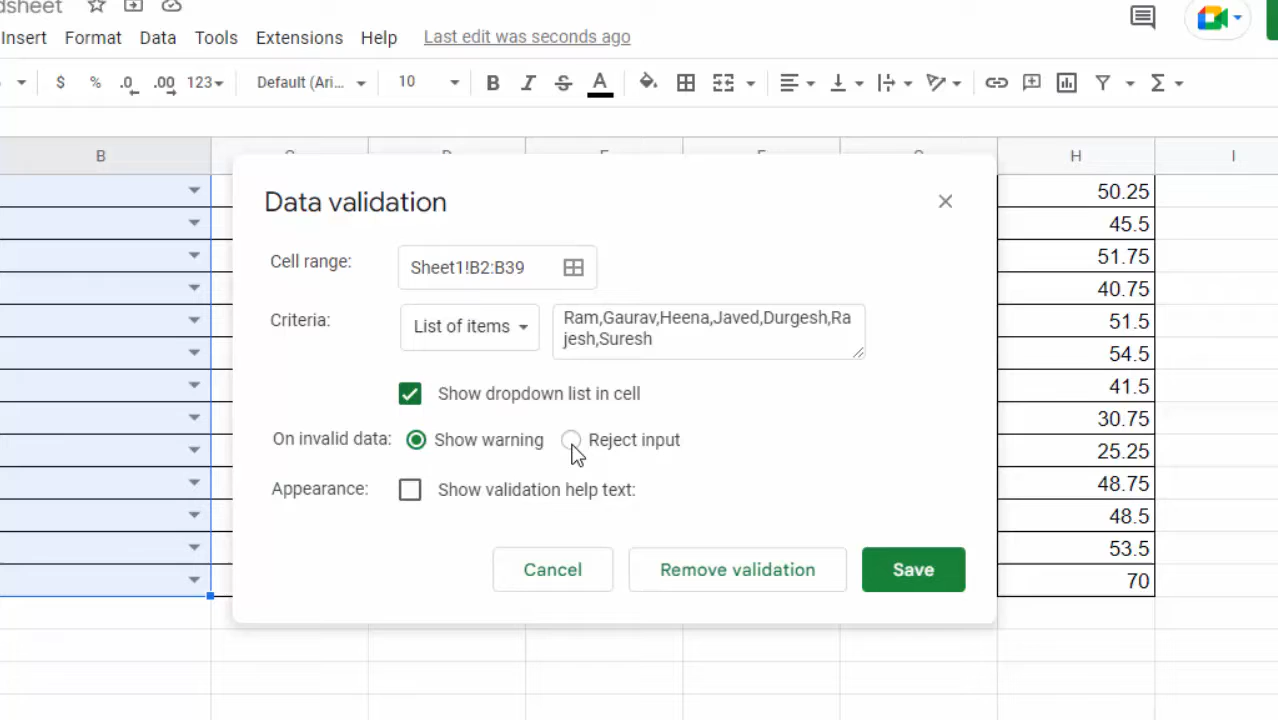 dsheet
Insert Format Data Tools Extensions Help Last edit was seconds ago
$ % .0 .00 123 Default (Ari... 10 B I S A Σ
B H I
Data validation
Cell range: Sheet1!B2:B39
Criteria: List of items Ram,Gaurav,Heena,Javed,Durgesh,Ra
jesh,Suresh
Show dropdown list in cell
On invalid data: Show warning Reject input
Appearance: Show validation help text:
Cancel Remove validation Save
50.25
45.5
51.75
40.75
51.5
54.5
41.5
30.75
25.25
48.75
48.5
53.5
70